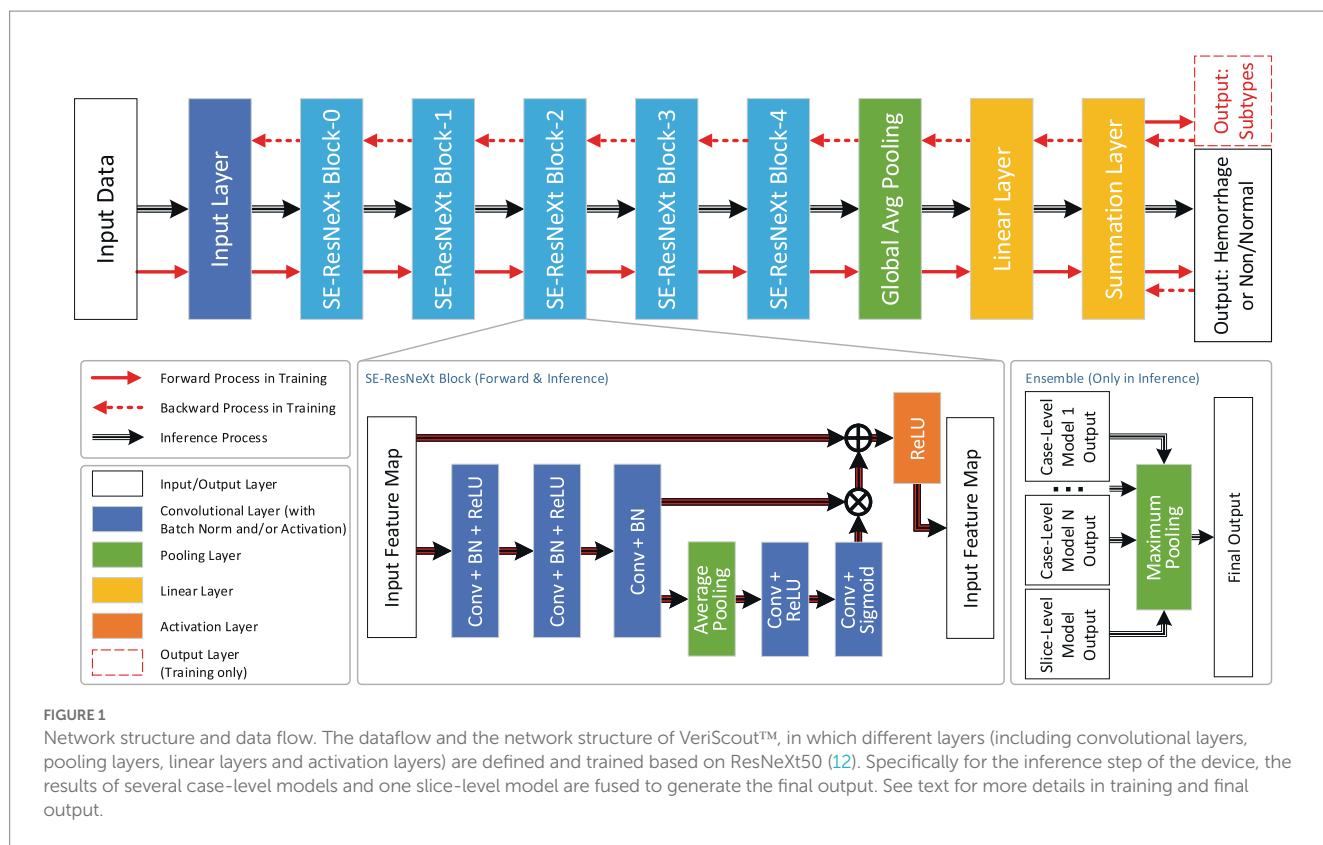 Input Data
Input Layer
SE-ResNeXt Block-0
SE-ResNeXt Block-1
SE-ResNeXt Block-2
SE-ResNeXt Block-3
SE-ResNeXt Block-4
Global Avg Pooling
Linear Layer
Summation Layer
Output:
Subtypes
Output: Hemorrhage
or Non/Normal
Forward Process in Training
Backward Process in Training
Inference Process
Input/Output Layer
Convolutional Layer (with
Batch Norm and/or Activation)
Pooling Layer
Linear Layer
Activation Layer
Output Layer
(Training only)
SE-ResNeXt Block (Forward & Inference)
Input Feature Map
Conv + BN + ReLU
Conv + BN + ReLU
Conv + BN
Average
Pooling
Conv +
ReLU
Conv +
Sigmoid
ReLU
Input Feature Map
Ensemble (Only in Inference)
Case-Level
Model 1
Output
...
Case-Level
Model N
Output
Slice-Level
Model
Output
Maximum
Pooling
Final Output
FIGURE 1
Network structure and data flow. The dataflow and the network structure of VeriScout™, in which different layers (including convolutional layers,
pooling layers, linear layers and activation layers) are defined and trained based on ResNeXt50 (12). Specifically for the inference step of the device, the
results of several case-level models and one slice-level model are fused to generate the final output. See text for more details in training and final
output.